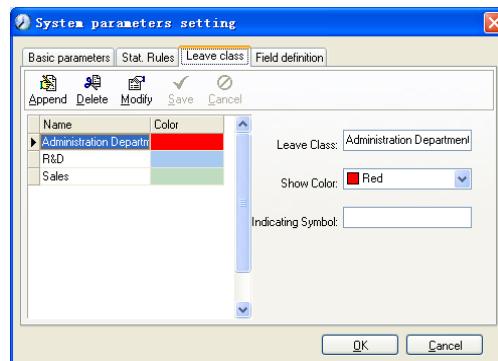 System parameters setting
Basic parameters Stat. Rules Leave class Field definition
Append Delete Modify Save Cancel
Name Color
Administration Departm
R&D
Sales
Leave Class: Administration Department
Show Color: Red
Indicating Symbol:
OK Cancel